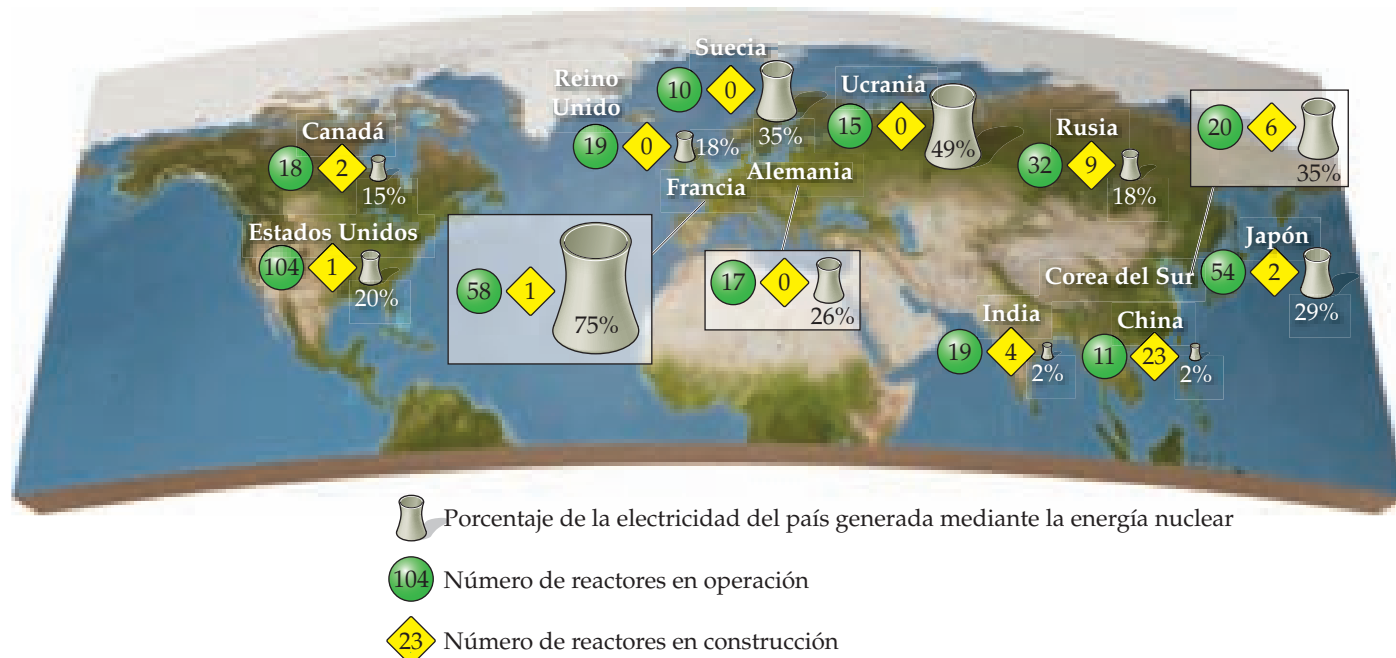 Suecia
10 0 35%
Reino
Unido
19 0 18%
Ucrania
15 0 49%
Rusia
32 9 18%
20 6 35%
Canadá
18 2 15%
Francia
Alemania
Estados Unidos
104 1 20%
58 1 75%
17 0 26%
Corea del Sur
Japón
54 2 29%
India
19 4 2%
China
11 23 2%
Porcentaje de la electricidad del país generada mediante la energía nuclear
104 Número de reactores en operación
23 Número de reactores en construcción